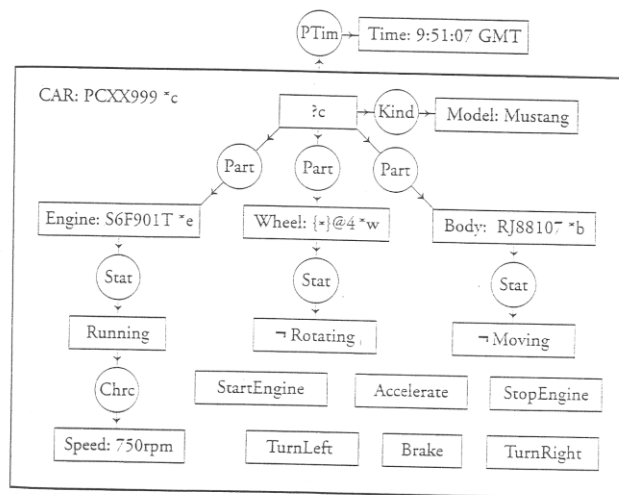 PTim Time: 9:51:07 GMT
CAR: PCXX999 *c
?c Kind Model: Mustang
Part Part Part
Engine: S6F901T *e Wheel: {*}@4 *w Body: RJ88107 *b
Stat Stat Stat
Running ¬ Rotating ¬ Moving
Chrc StartEngine Accelerate StopEngine
Speed: 750rpm TurnLeft Brake TurnRight